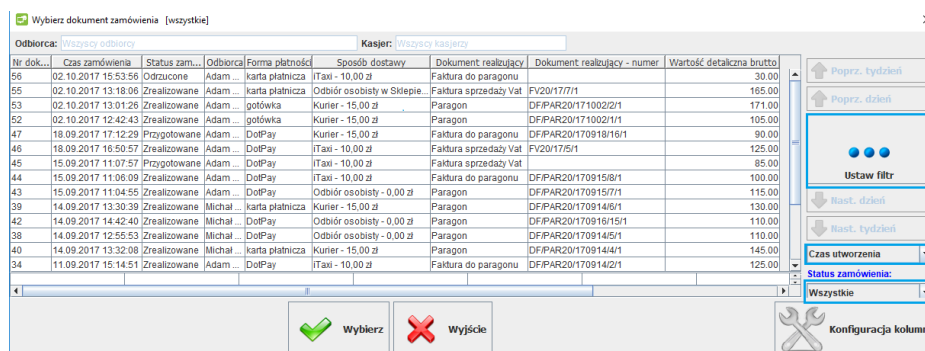 Wybierz dokument zamówienia [wszystkie]
Odbiorca: Wszyscy odbiorcy Kasjer: Wszyscy kasjerzy
Nr dok... Czas zamówienia Status zam... Odbiorca Forma płatności Sposób dostawy Dokument realizujący Dokument realizujący - numer Wartość detaliczna brutto
56 02.10.2017 15:53:56 Odrzucone Adam ... karta płatnicza iTaxi - 10,00 zł Faktura do paragonu 30.00
55 02.10.2017 13:18:06 Zrealizowane Adam ... karta płatnicza Odbiór osobisty w Sklepie... Faktura sprzedaży Vat FV20/17/7/1 165.00
53 02.10.2017 13:01:26 Zrealizowane Adam ... gotówka Kurier - 15,00 zł Paragon DF/PAR20/171002/2/1 171.00
52 02.10.2017 12:42:43 Zrealizowane Adam ... gotówka Kurier - 15,00 zł Paragon DF/PAR20/171002/1/1 105.00
47 18.09.2017 17:12:29 Przygotowane Adam ... DotPay iTaxi - 10,00 zł Faktura do paragonu DF/PAR20/170918/16/1 90.00
46 18.09.2017 16:50:57 Zrealizowane Adam ... DotPay iTaxi - 10,00 zł Faktura sprzedaży Vat FV20/17/5/1 125.00
45 15.09.2017 11:07:57 Przygotowane Adam ... DotPay iTaxi - 10,00 zł Faktura sprzedaży Vat 85.00
44 15.09.2017 11:06:09 Zrealizowane Adam ... DotPay iTaxi - 10,00 zł Faktura do paragonu DF/PAR20/170915/8/1 100.00
43 15.09.2017 11:04:55 Zrealizowane Adam ... DotPay Odbiór osobisty - 0,00 zł Paragon DF/PAR20/170915/7/1 115.00
39 14.09.2017 13:30:39 Zrealizowane Michał ... karta płatnicza Kurier - 15,00 zł Paragon DF/PAR20/170914/6/1 130.00
42 14.09.2017 14:42:40 Zrealizowane Michał ... DotPay Odbiór osobisty - 0,00 zł Paragon DF/PAR20/170916/15/1 110.00
38 14.09.2017 12:55:53 Zrealizowane Michał ... DotPay Odbiór osobisty - 0,00 zł Paragon DF/PAR20/170914/5/1 110.00
40 14.09.2017 13:32:08 Zrealizowane Michał ... karta płatnicza Kurier - 15,00 zł Paragon DF/PAR20/170914/4/1 145.00
34 11.09.2017 15:14:51 Zrealizowane Adam ... DotPay iTaxi - 10,00 zł Faktura do paragonu DF/PAR20/170914/2/1 125.00
Poprz. tydzień
Poprz. dzień
Ustaw filtr
Nast. dzień
Nast. tydzień
Czas utworzenia
Status zamówienia:
Wszystkie
Wybierz Wyjście Konfiguracja kolumn